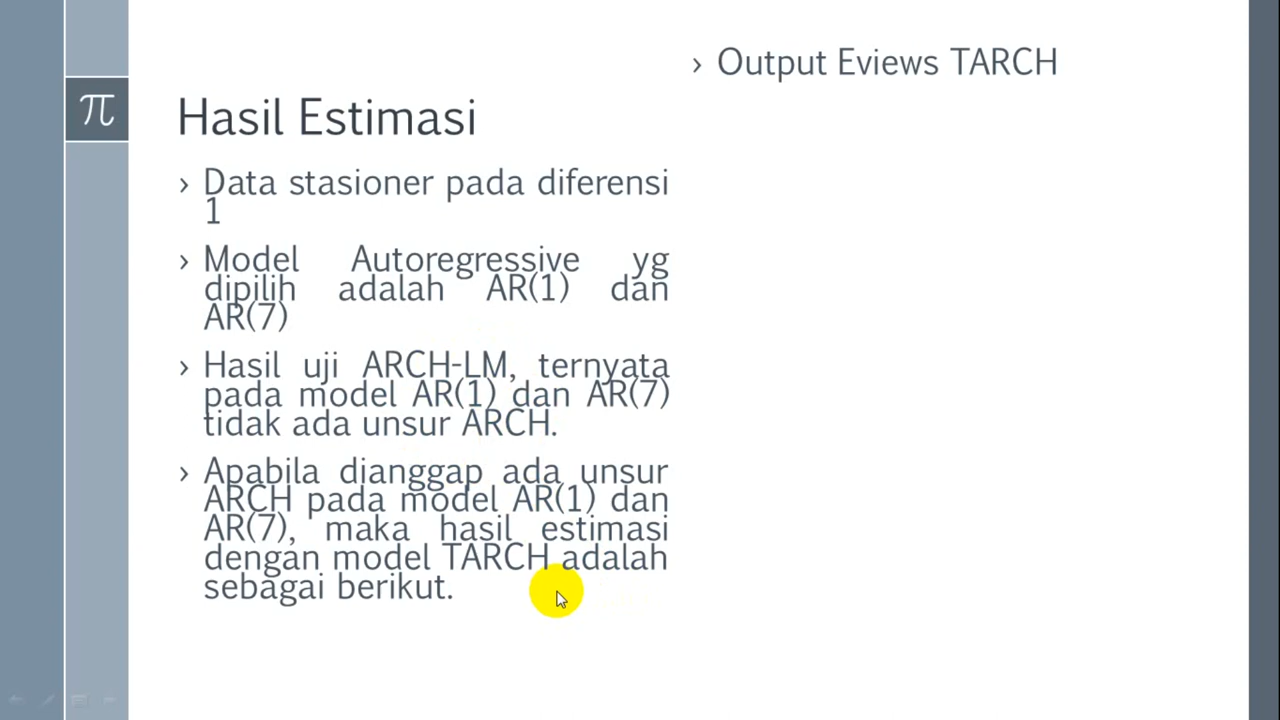 π
Hasil Estimasi
› Data stasioner pada diferensi
1
› Model Autoregressive yg
dipilih adalah AR(1) dan
AR(7)
› Hasil uji ARCH-LM, ternyata
pada model AR(1) dan AR(7)
tidak ada unsur ARCH.
› Apabila dianggap ada unsur
ARCH pada model AR(1) dan
AR(7), maka hasil estimasi
dengan model TARCH adalah
sebagai berikut.
› Output Eviews TARCH